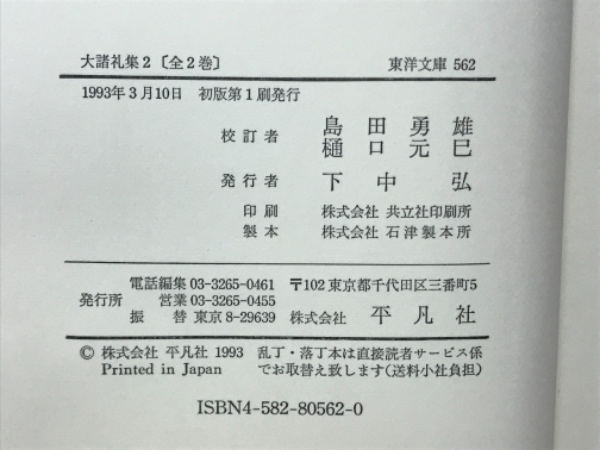 大諸礼集2〔全2巻〕 東洋文庫 562
1993年3月10日 初版第1刷発行
校訂者 島田勇雄
樋口元巳
発行者 下中弘
印刷 株式会社 共立社印刷所
製本 株式会社 石津製本所
電話編集 03-3265-0461 〒102 東京都千代田区三番町5
発行所 営業 03-3265-0455
振替 東京8-29639 株式会社 平凡社
© 株式会社 平凡社 1993 乱丁・落丁本は直接読者サービス係
Printed in Japan でお取替え致します(送料小社負担)
ISBN4-582-80562-0